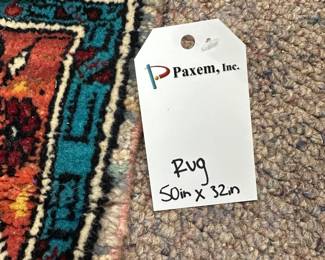 Paxem, Inc.
Rug
50in x 32in